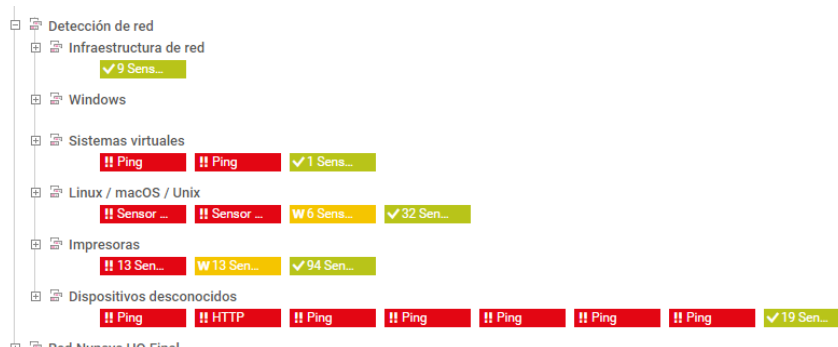 Detección de red
Infraestructura de red
9 Sens...
Windows
Sistemas virtuales
!! Ping !! Ping 1 Sens...
Linux / macOS / Unix
!! Sensor ... !! Sensor ... W 6 Sens... 32 Sen...
Impresoras
!! 13 Sen... W 13 Sen... 94 Sen...
Dispositivos desconocidos
!! Ping !! HTTP !! Ping !! Ping !! Ping !! Ping !! Ping 19 Sen...